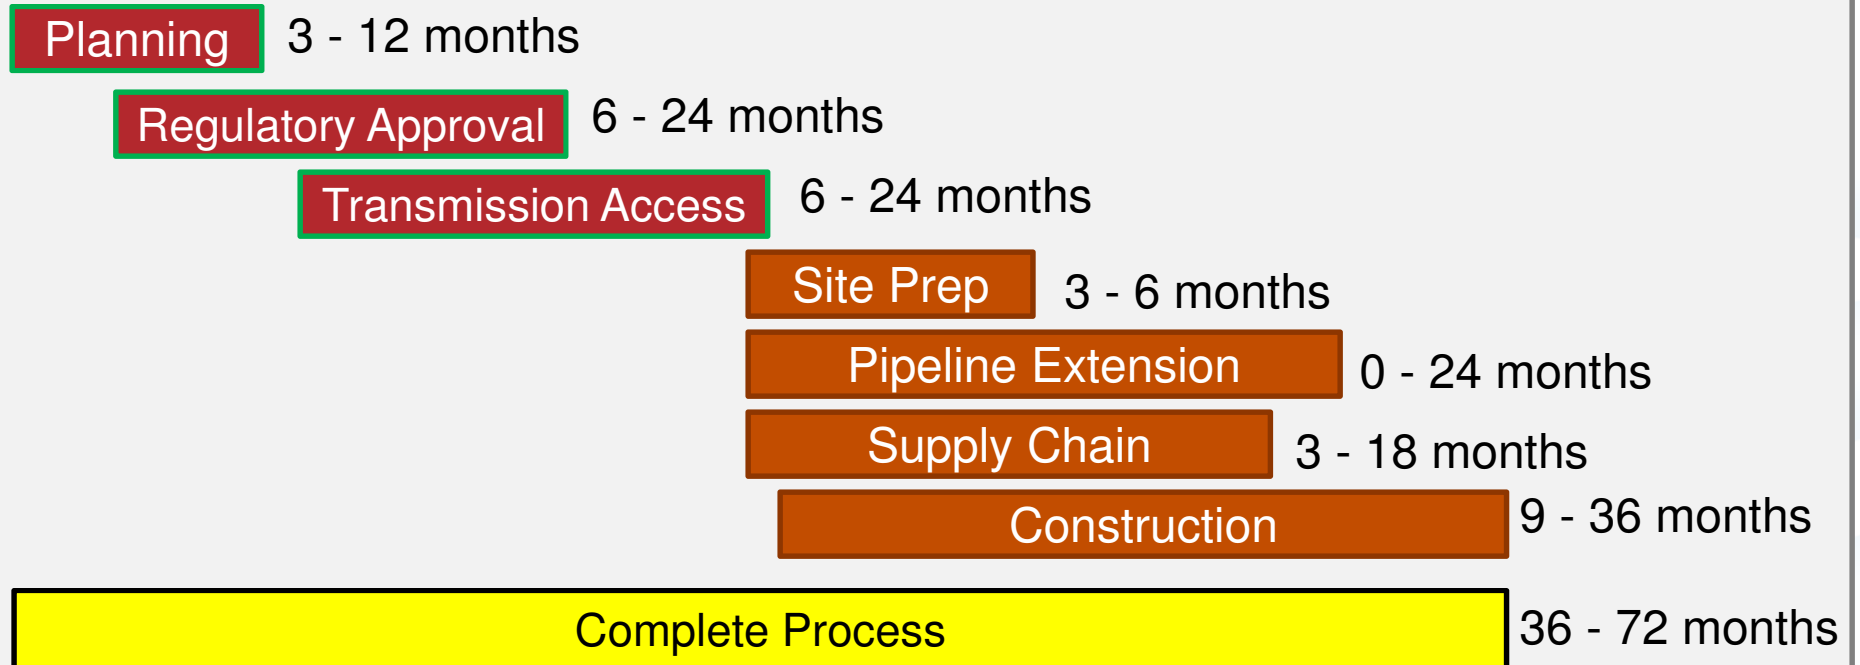 Planning 3 - 12 months
Regulatory Approval 6 - 24 months
Transmission Access 6 - 24 months
Site Prep 3 - 6 months
Pipeline Extension 0 - 24 months
Supply Chain 3 - 18 months
Construction 9 - 36 months
Complete Process 36 - 72 months